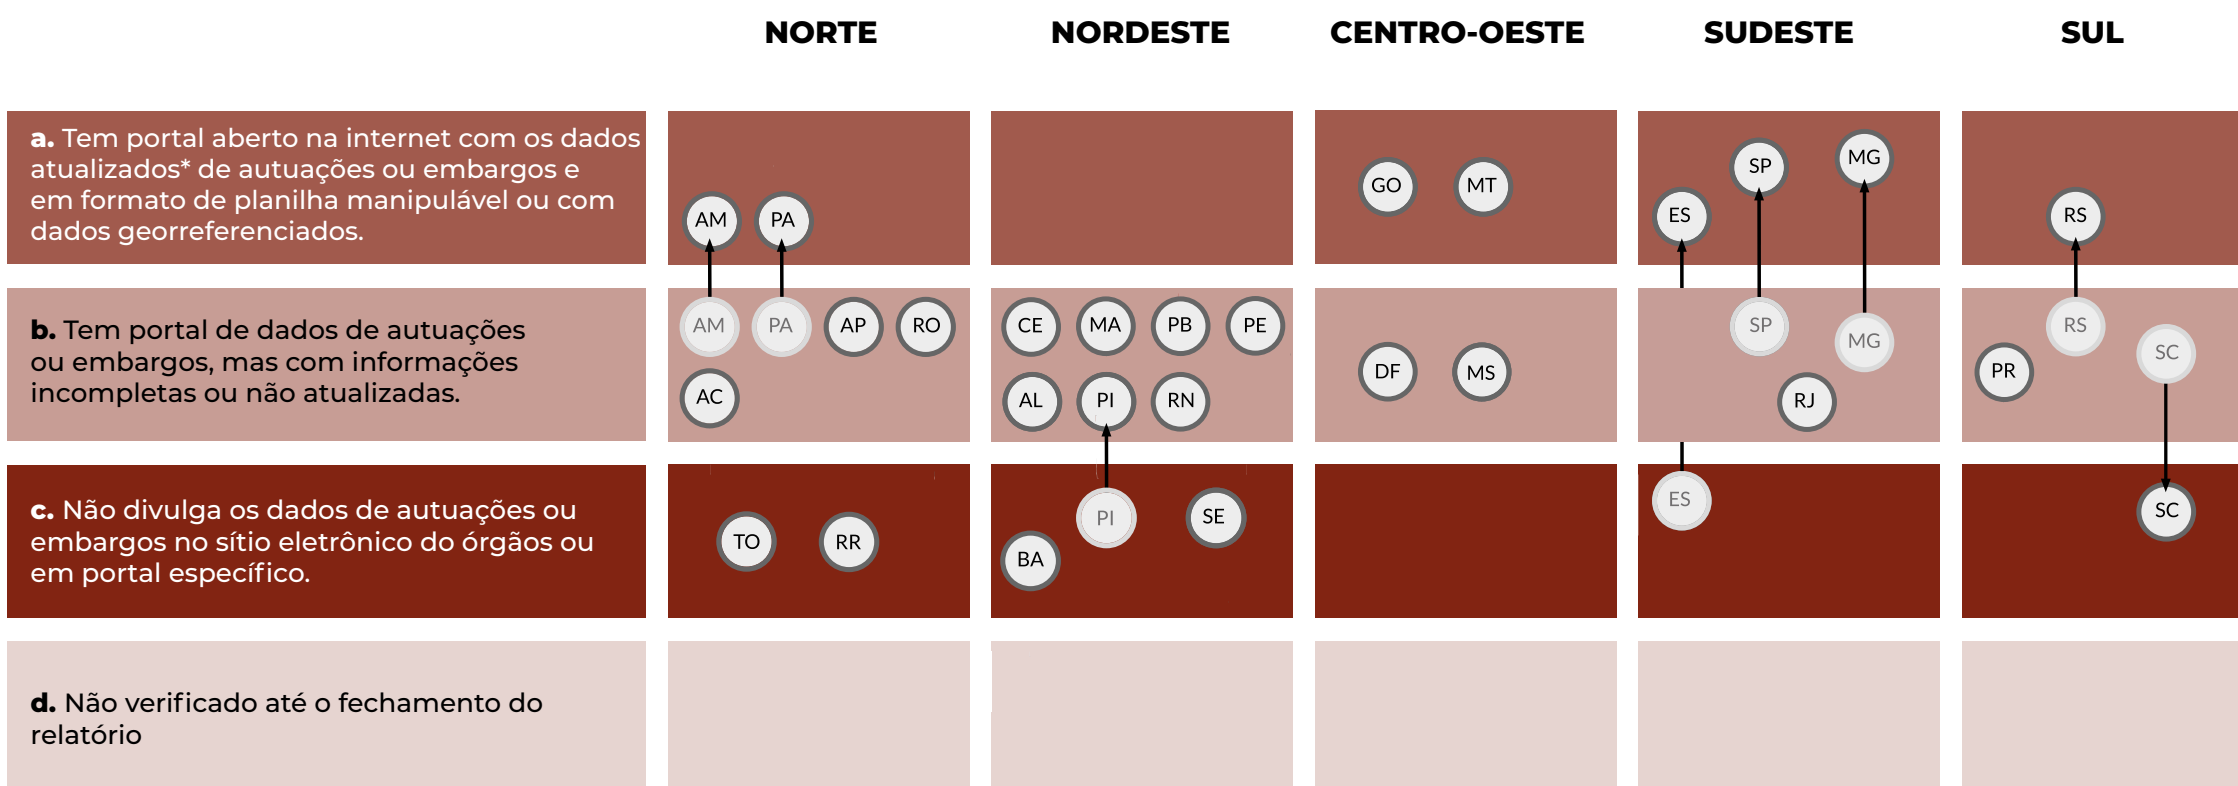 NORTE NORDESTE CENTRO-OESTE SUDESTE SUL
a. Tem portal aberto na internet com os dados
atualizados* de autuações ou embargos e
em formato de planilha manipulável ou com
dados georreferenciados.
AM PA
GO MT
ES SP MG
RS
b. Tem portal de dados de autuações
ou embargos, mas com informações
incompletas ou não atualizadas.
AM PA AP RO
AC
CE MA PB PE
AL PI RN
DF MS
SP MG
RJ
PR RS SC
c. Não divulga os dados de autuações ou
embargos no sítio eletrônico do órgãos ou
em portal específico.
TO RR
BA PI SE
ES
SC
d. Não verificado até o fechamento do
relatório